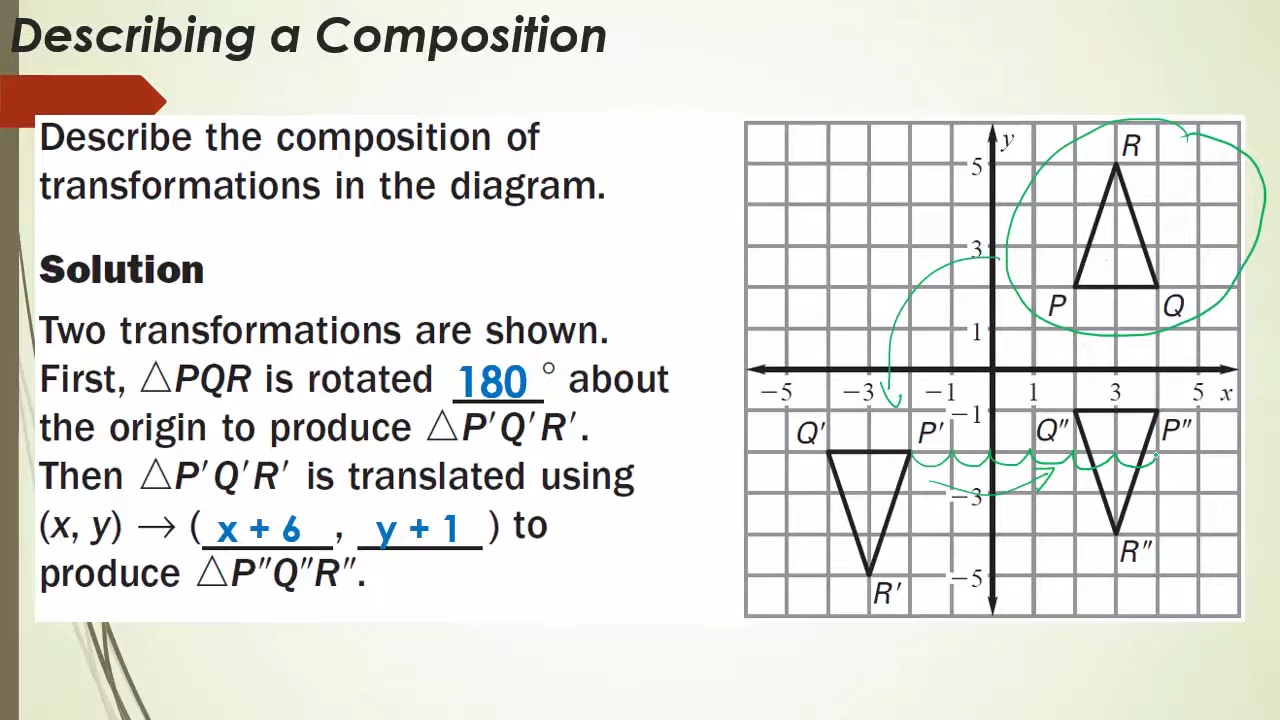 Describing a Composition
Describe the composition of
transformations in the diagram.
Solution
Two transformations are shown.
First, △PQR is rotated 180 ° about
the origin to produce △P′Q′R′.
Then △P′Q′R′ is translated using
(x, y) → ( x + 6 , y + 1 ) to
produce △P″Q″R″.
y
R
5
3
P
Q
1
−5 −3 −1 1 3 5 x
−1
Q′ P′ Q″ P″
−3
R″
−5
R′